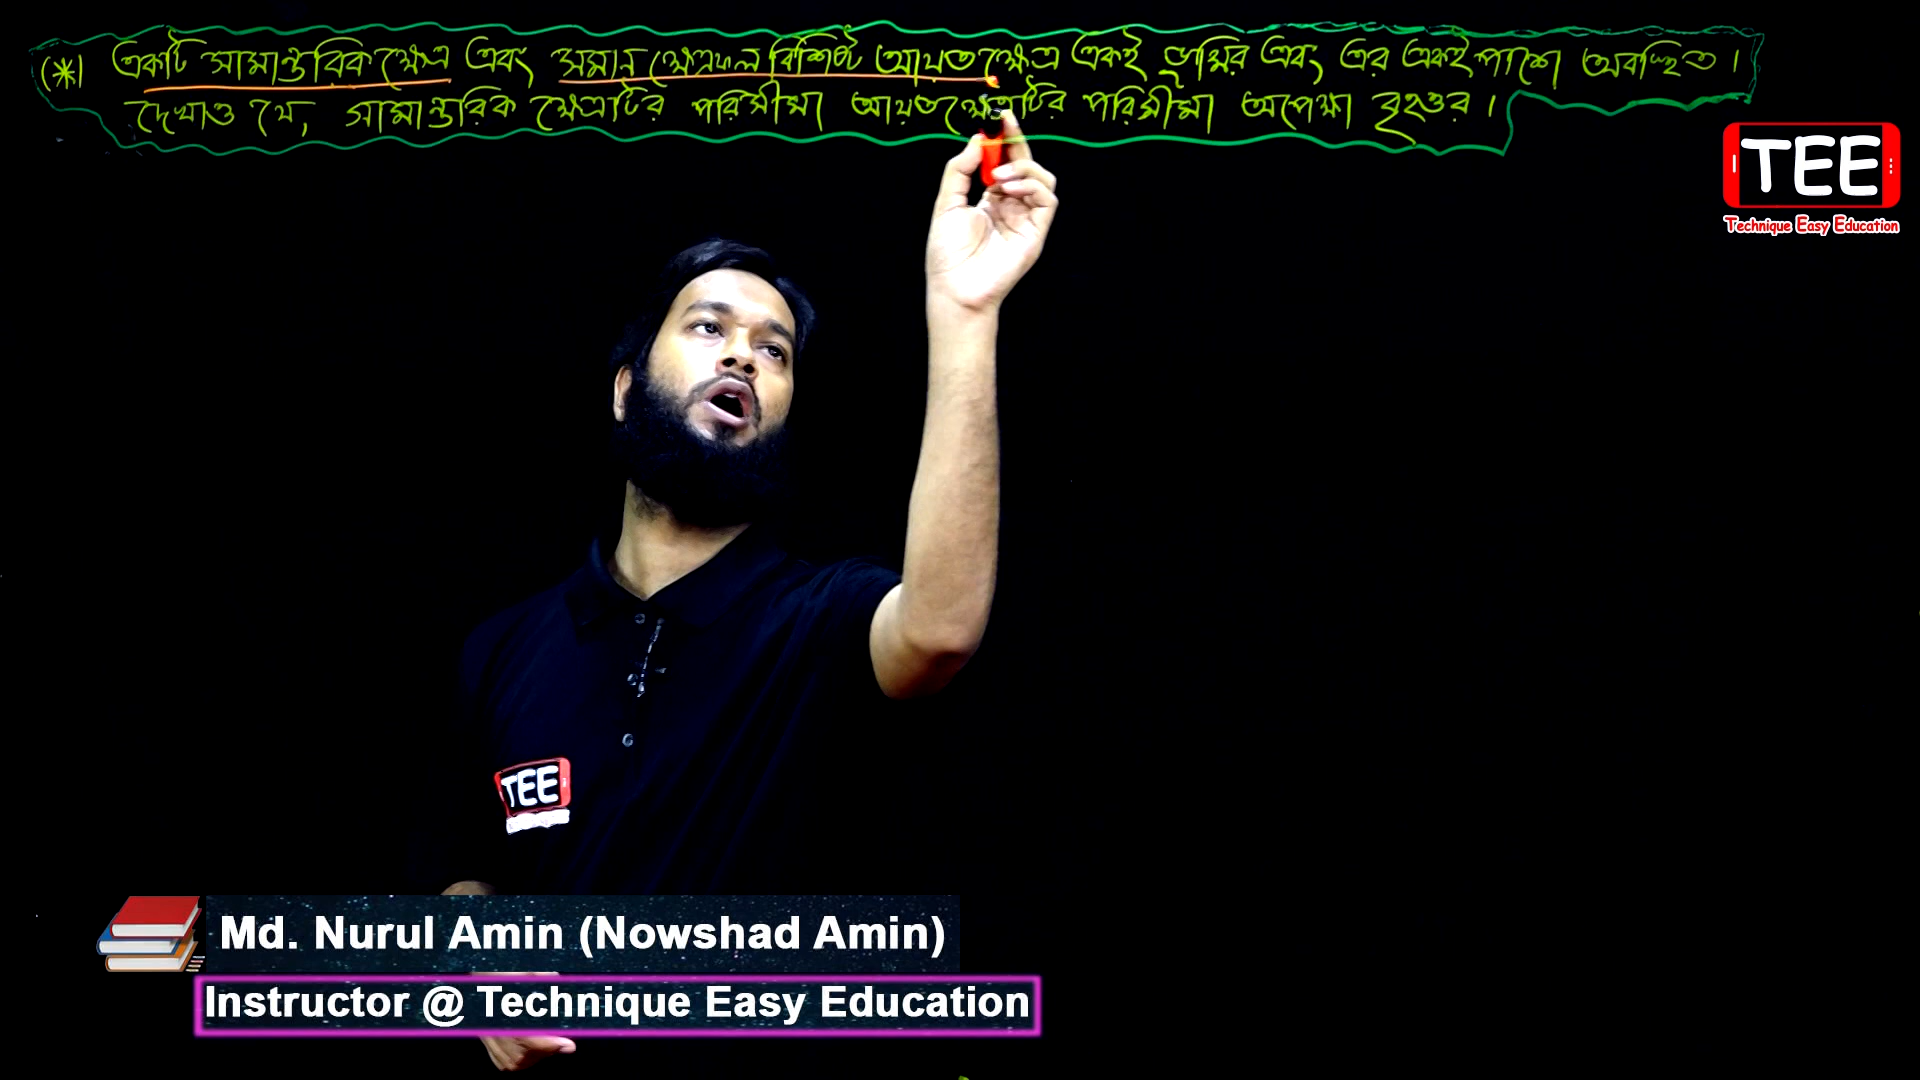 (*) একটি সামান্তরিক ক্ষেত্র এবং সমান ক্ষেত্রফল বিশিষ্ট আয়তক্ষেত্র একই ভূমির এবং এর একই পাশে অবস্থিত।
দেখাও যে, সামান্তরিক ক্ষেত্রটির পরিসীমা আয়তক্ষেত্রটির পরিসীমা অপেক্ষা বৃহত্তর।
TEE
Technique Easy Education
TEE
Md. Nurul Amin (Nowshad Amin)
Instructor @ Technique Easy Education